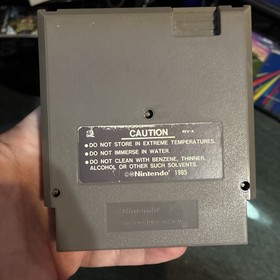 CAUTION
REV-A
• DO NOT STORE IN EXTREME TEMPERATURES.
• DO NOT IMMERSE IN WATER.
• DO NOT CLEAN WITH BENZENE, THINNER,
ALCOHOL OR OTHER SUCH SOLVENTS.
©®Nintendo® 1985
Nintendo